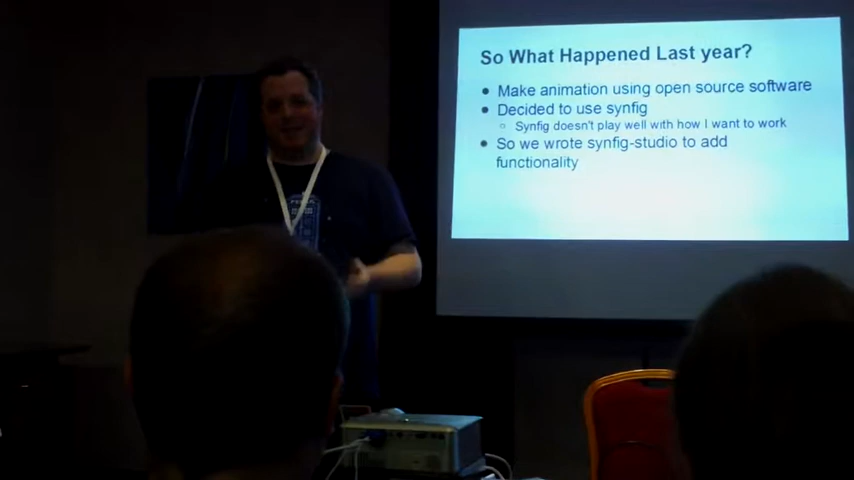 So What Happened Last year?
● Make animation using open source software
● Decided to use synfig
○ Synfig doesn't play well with how I want to work
● So we wrote synfig-studio to add
functionality